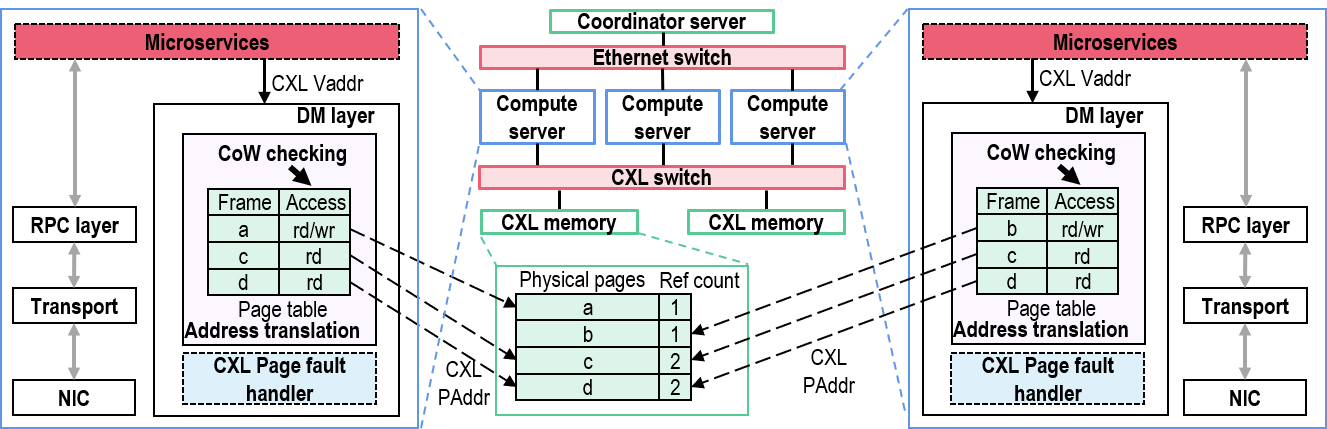 Microservices
CXL Vaddr
DM layer
CoW checking
Frame Access
a rd/wr
c rd
d rd
Page table
Address translation
CXL Page fault
handler
RPC layer
Transport
NIC
Coordinator server
Ethernet switch
Compute
server
Compute
server
Compute
server
CXL switch
CXL memory
CXL memory
Physical pages Ref count
a 1
b 1
c 2
d 2
CXL
PAddr
CXL
PAddr
Microservices
CXL Vaddr
DM layer
CoW checking
Frame Access
b rd/wr
c rd
d rd
Page table
Address translation
CXL Page fault
handler
RPC layer
Transport
NIC